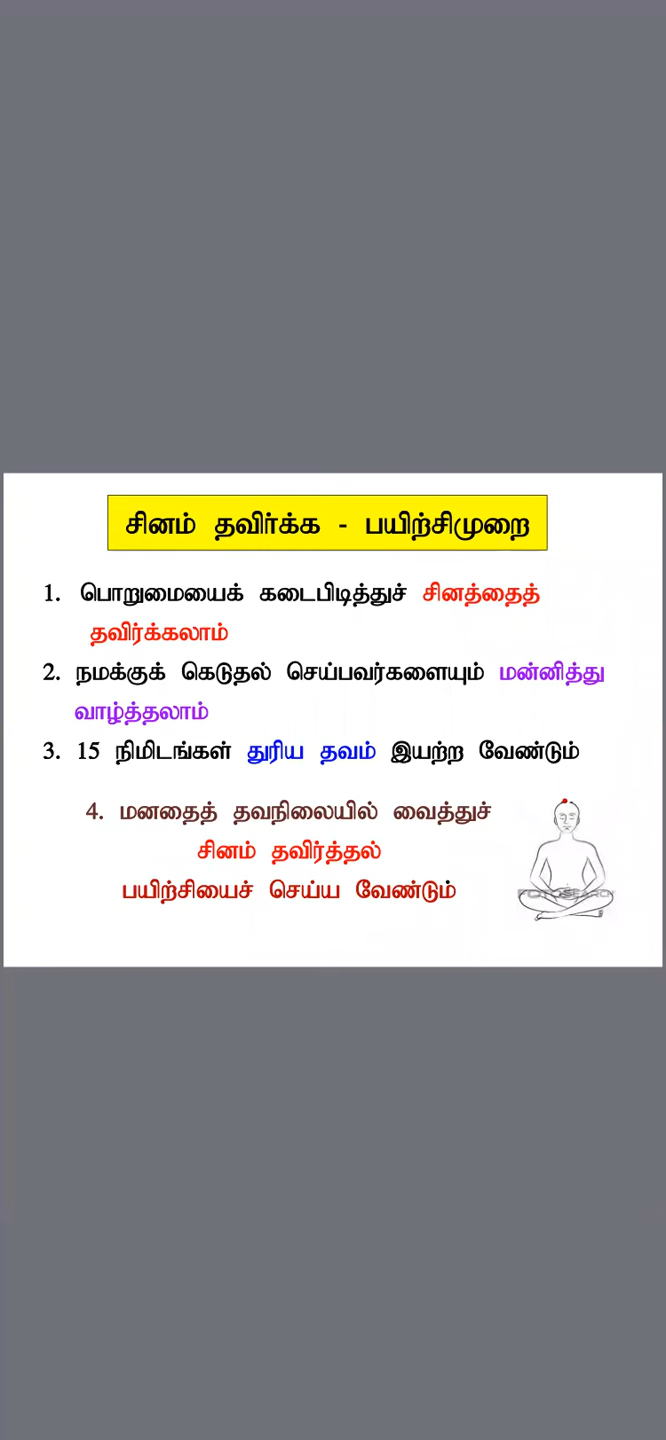 சினம் தவிர்க்க - பயிற்சிமுறை
1. பொறுமையைக் கடைபிடித்துச் சினத்தைத்
தவிர்க்கலாம்
2. நமக்குக் கெடுதல் செய்பவர்களையும் மன்னித்து
வாழ்த்தலாம்
3. 15 நிமிடங்கள் துரிய தவம் இயற்ற வேண்டும்
4. மனதைத் தவநிலையில் வைத்துச்
சினம் தவிர்த்தல்
பயிற்சியைச் செய்ய வேண்டும்
FOTOSEARCH